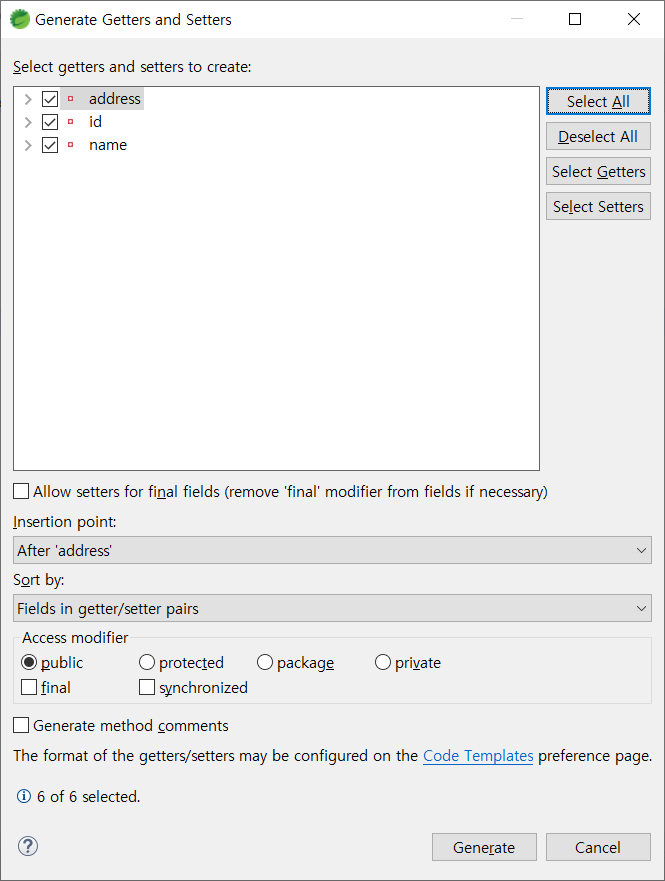 Generate Getters and Setters
Select getters and setters to create:
address
id
name
Select All
Deselect All
Select Getters
Select Setters
Allow setters for final fields (remove 'final' modifier from fields if necessary)
Insertion point:
After 'address'
Sort by:
Fields in getter/setter pairs
Access modifier
public protected package private
final synchronized
Generate method comments
The format of the getters/setters may be configured on the Code Templates preference page.
6 of 6 selected.
Generate Cancel